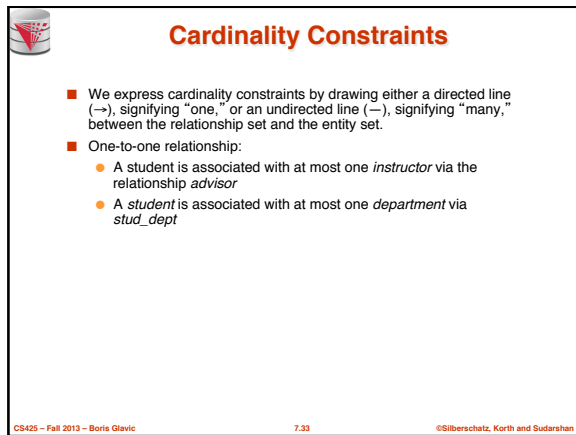 Cardinality Constraints
We express cardinality constraints by drawing either a directed line
(→), signifying “one,” or an undirected line (—), signifying “many,”
between the relationship set and the entity set.
One-to-one relationship:
A student is associated with at most one instructor via the
relationship advisor
A student is associated with at most one department via
stud_dept
CS425 – Fall 2013 – Boris Glavic
7.33
©Silberschatz, Korth and Sudarshan